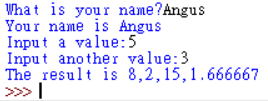 What is your name?Angus
Your name is Angus
Input a value:5
Input another value:3
The result is 8,2,15,1.666667
>>>